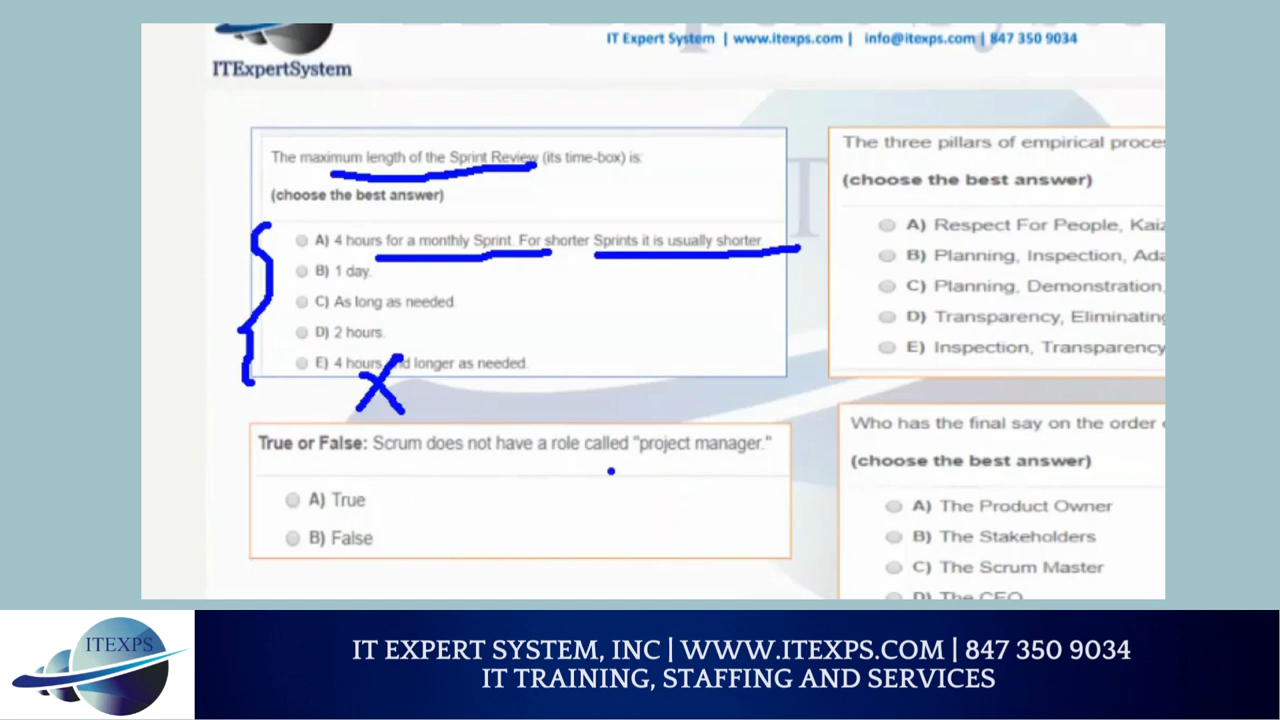 ITExpertSystem
IT Expert System | www.itexps.com | info@itexps.com | 847 350 9034
The maximum length of the Sprint Review (its time-box) is:
(choose the best answer)
A) 4 hours for a monthly Sprint. For shorter Sprints it is usually shorter
B) 1 day.
C) As long as needed.
D) 2 hours.
E) 4 hours and longer as needed.
True or False: Scrum does not have a role called "project manager."
A) True
B) False
The three pillars of empirical
(choose the best answer)
A) Respect For People,
B) Planning, Inspection,
C) Planning, Demonstration,
D) Transparency,
E) Inspection, Transparency
Who has the final say on the order
(choose the best answer)
A) The Product Owner
B) The Stakeholders
C) The Scrum Master
D) The CEO
ITEXPS
IT EXPERT SYSTEM, INC | WWW.ITEXPS.COM | 847 350 9034
IT TRAINING, STAFFING AND SERVICES